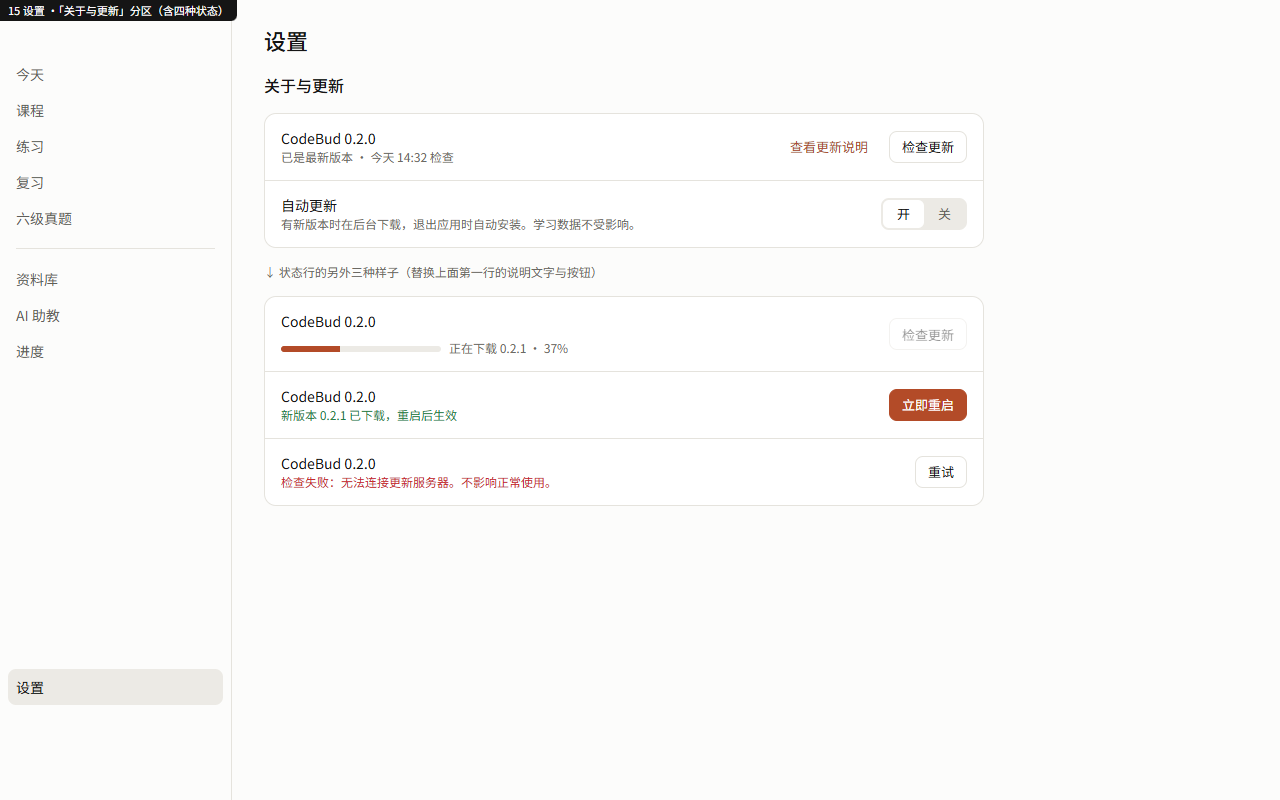 15 设置 ·「关于与更新」分区（含四种状态）
今天
课程
练习
复习
六级真题
资料库
AI 助教
进度
设置
设置
关于与更新
CodeBud 0.2.0
已是最新版本 · 今天 14:32 检查
查看更新说明
检查更新
自动更新
有新版本时在后台下载，退出应用时自动安装。学习数据不受影响。
开
关
↓ 状态行的另外三种样子（替换上面第一行的说明文字与按钮）
CodeBud 0.2.0
正在下载 0.2.1 · 37%
检查更新
CodeBud 0.2.0
新版本 0.2.1 已下载，重启后生效
立即重启
CodeBud 0.2.0
检查失败：无法连接更新服务器。不影响正常使用。
重试